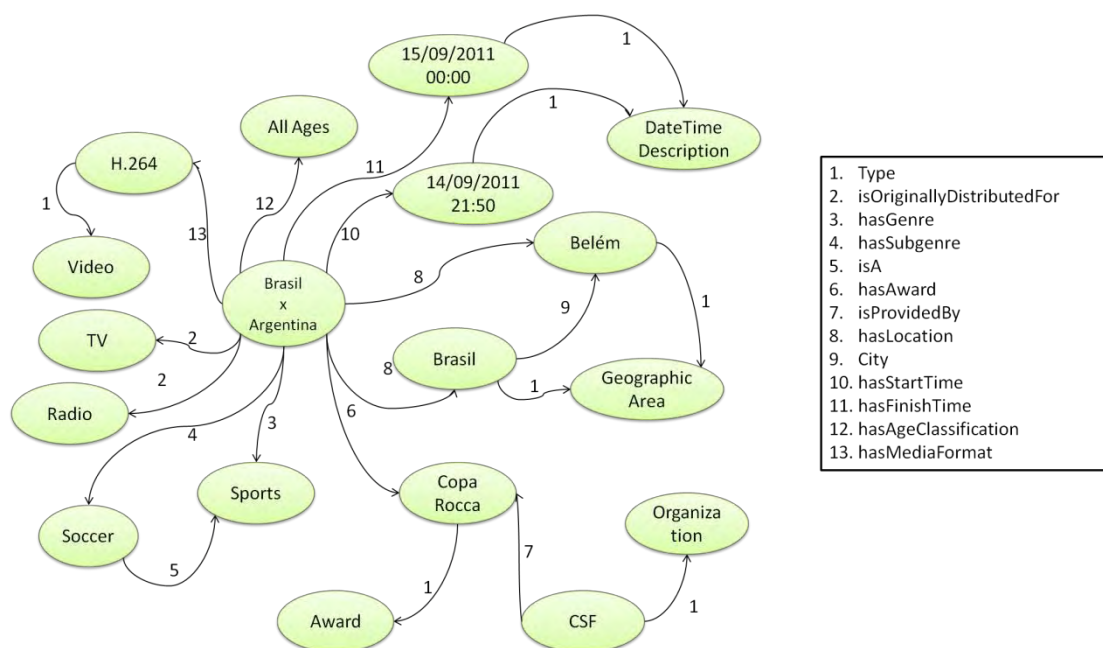 15/09/2011
00:00
1
All Ages
1
DateTime
Description
H.264
11
14/09/2011
21:50
12
1
13
10
Belém
Video
8
Brasil
x
Argentina
9
1
TV
2
Brasil
8
1
Geographic
Area
Radio
2
6
4
3
Copa
Rocca
Sports
Organiza
tion
Soccer
7
5
1
1
Award
CSF
1. Type
2. isOriginallyDistributedFor
3. hasGenre
4. hasSubgenre
5. isA
6. hasAward
7. isProvidedBy
8. hasLocation
9. City
10. hasStartTime
11. hasFinishTime
12. hasAgeClassification
13. hasMediaFormat